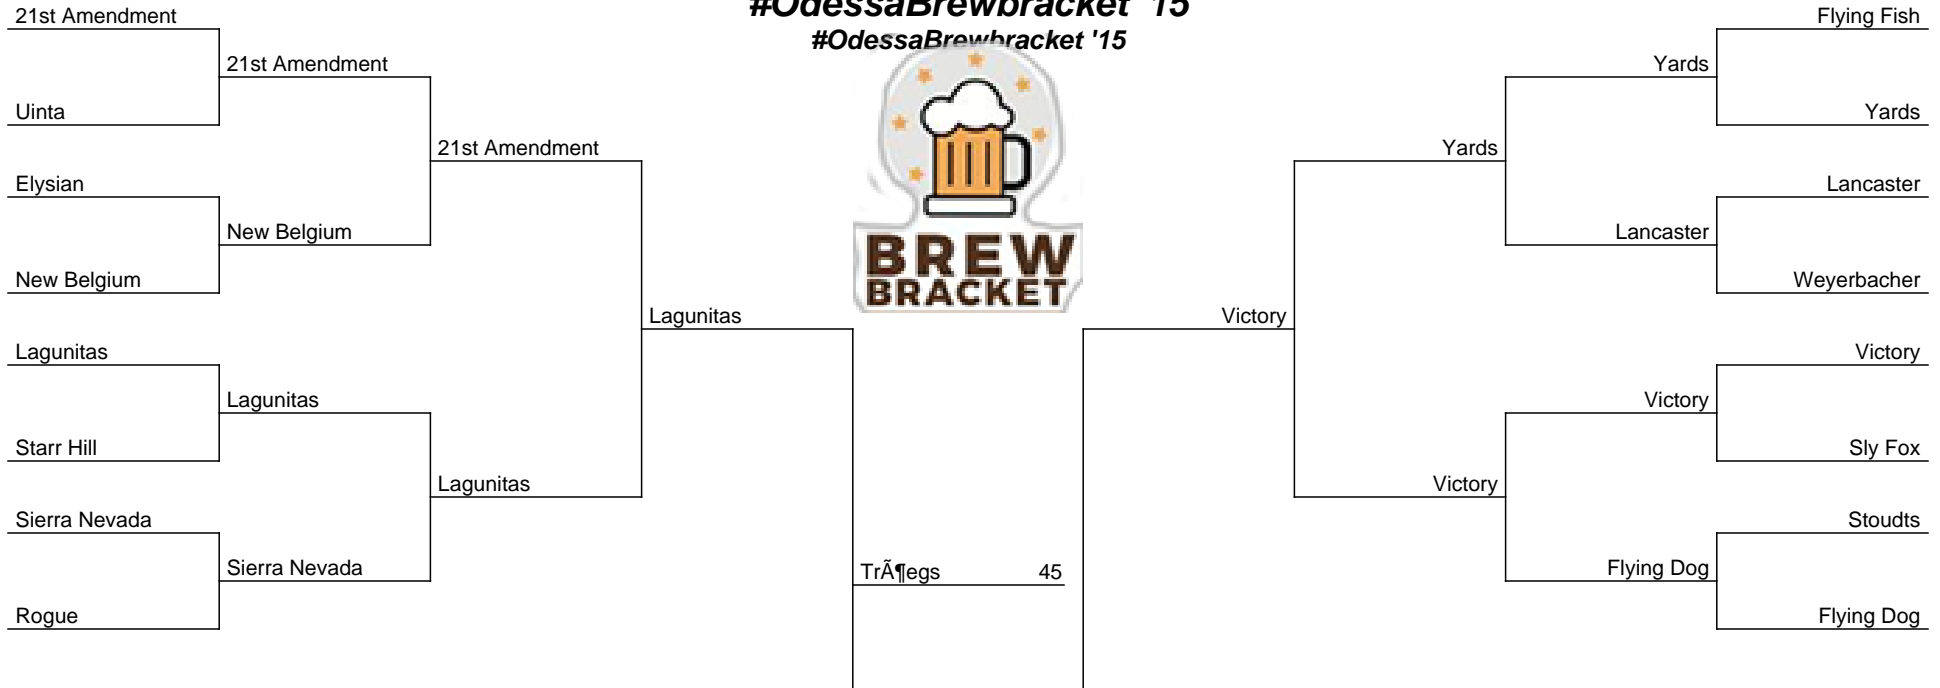 #OdessaBrewbracket '15
#OdessaBrewbracket '15
BREW
BRACKET
21st Amendment
Uinta
Elysian
New Belgium
Lagunitas
Starr Hill
Sierra Nevada
Rogue
21st Amendment
New Belgium
Lagunitas
Sierra Nevada
21st Amendment
Lagunitas
Lagunitas
TrÃ¶egs 45
Victory
Yards
Victory
Yards
Lancaster
Victory
Flying Dog
Flying Fish
Yards
Lancaster
Weyerbacher
Victory
Sly Fox
Stoudts
Flying Dog